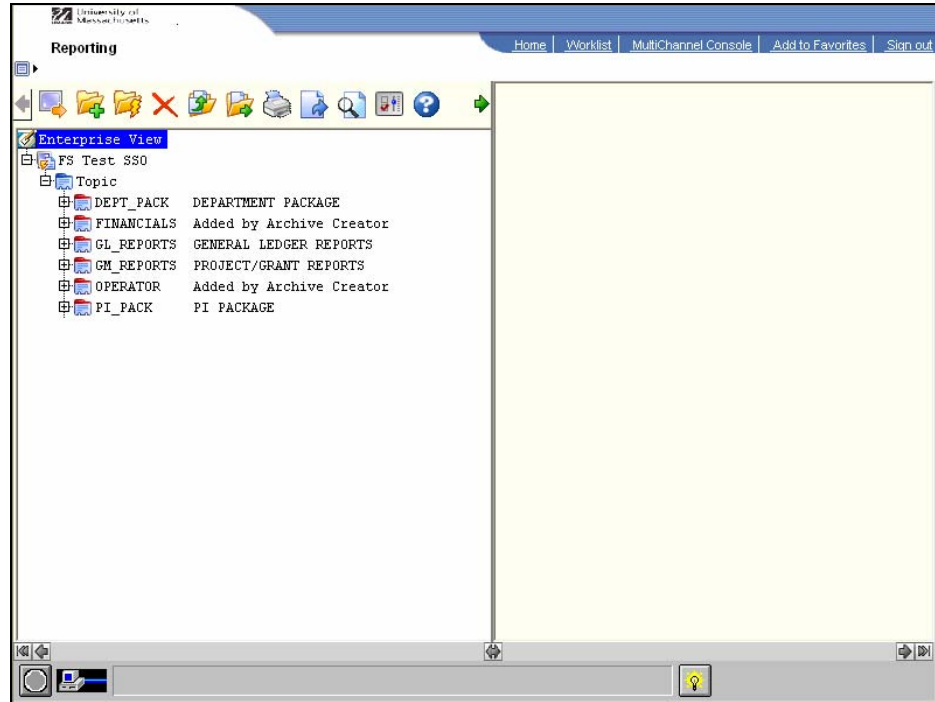 University of
Massachusetts
Reporting
Home | Worklist | MultiChannel Console | Add to Favorites | Sign out
Enterprise View
FS Test SSO
Topic
DEPT_PACK DEPARTMENT PACKAGE
FINANCIALS Added by Archive Creator
GL_REPORTS GENERAL LEDGER REPORTS
GM_REPORTS PROJECT/GRANT REPORTS
OPERATOR Added by Archive Creator
PI_PACK PI PACKAGE